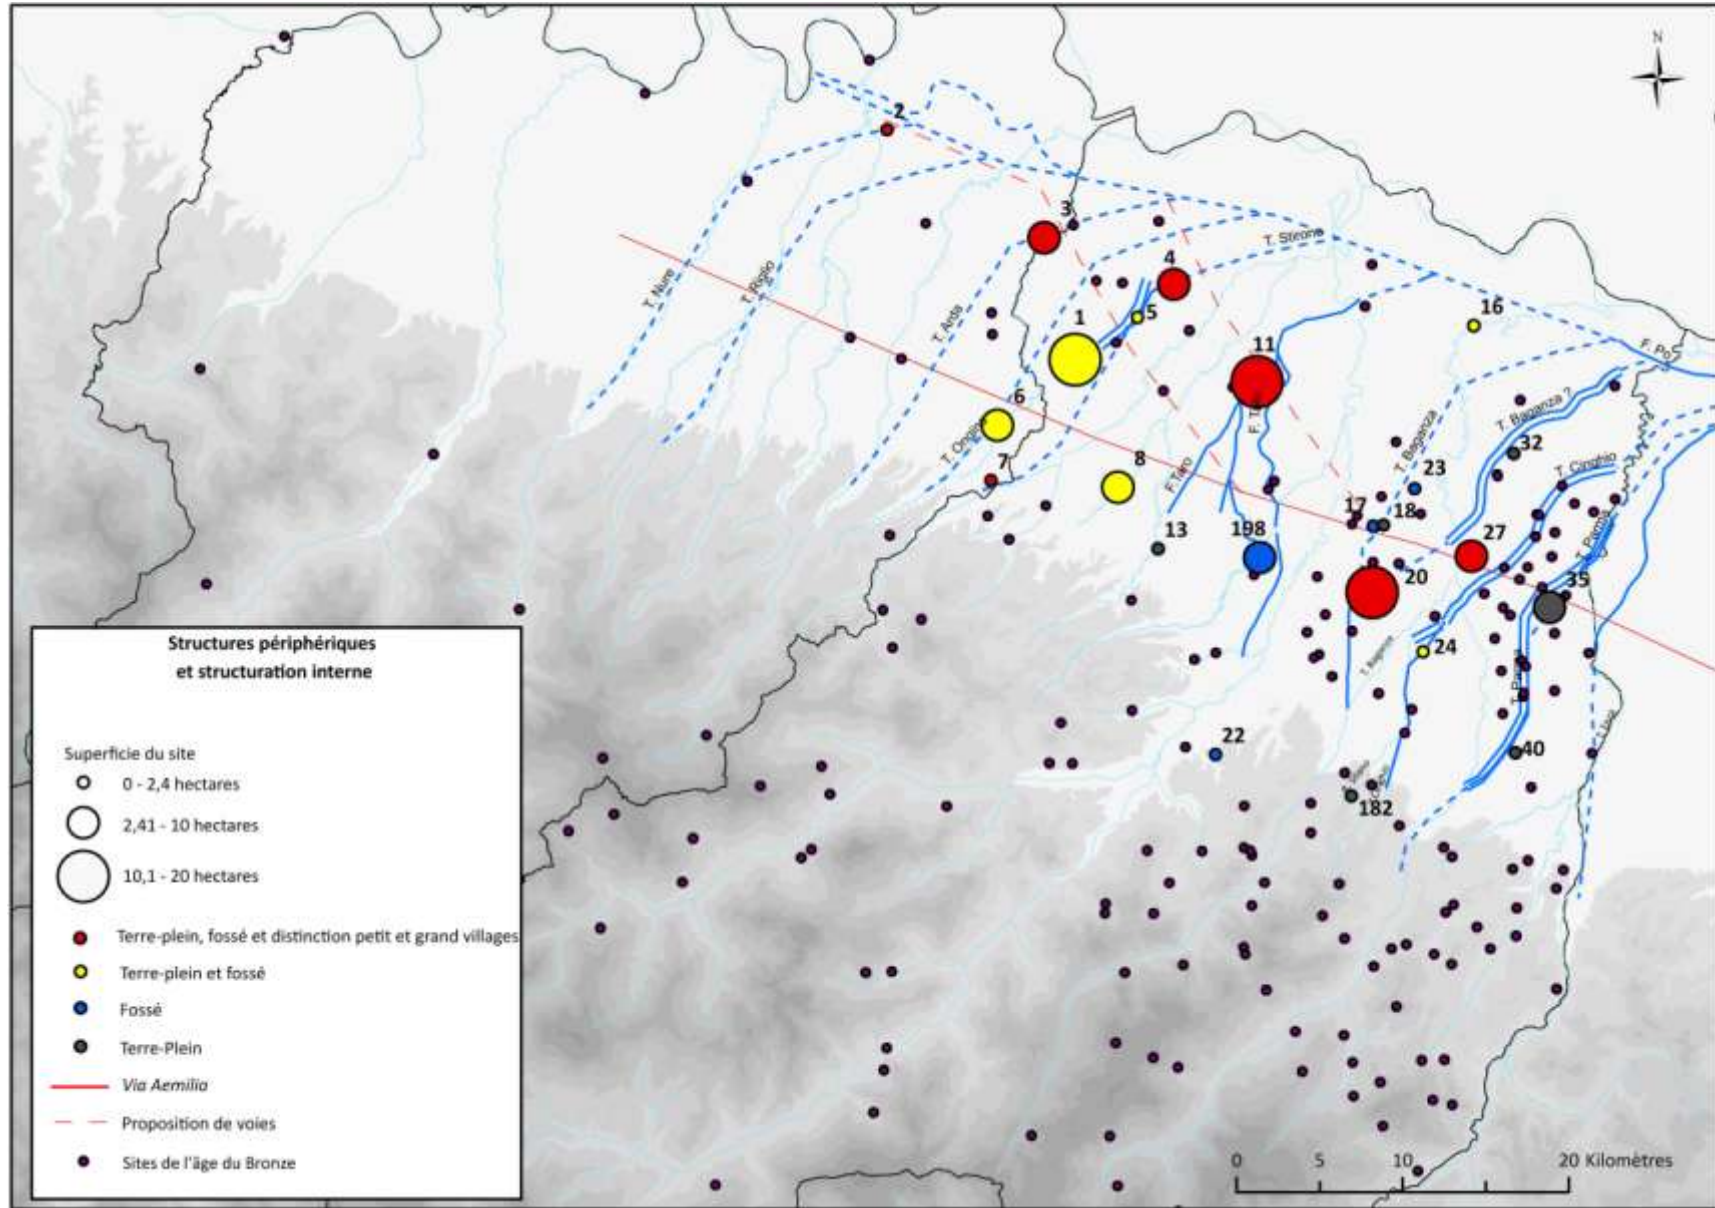 N
2
3
T. Stirone
4
T. Nure
T. Riglio
T. Arda
5
16
1
11
F. Po
6
T. Baganza ?
T. Ongina
T. Baganza
32
7
8
23
T. Cinghio
F. Taro
17
18
13
198
27
T. Parma
20
35
24
22
40
182
Structures périphériques
et structuration interne
Superficie du site
0 - 2,4 hectares
2,41 - 10 hectares
10,1 - 20 hectares
Terre-plein, fossé et distinction petit et grand villages
Terre-plein et fossé
Fossé
Terre-Plein
Via Aemilia
Proposition de voies
Sites de l'âge du Bronze
0 5 10 20 Kilomètres